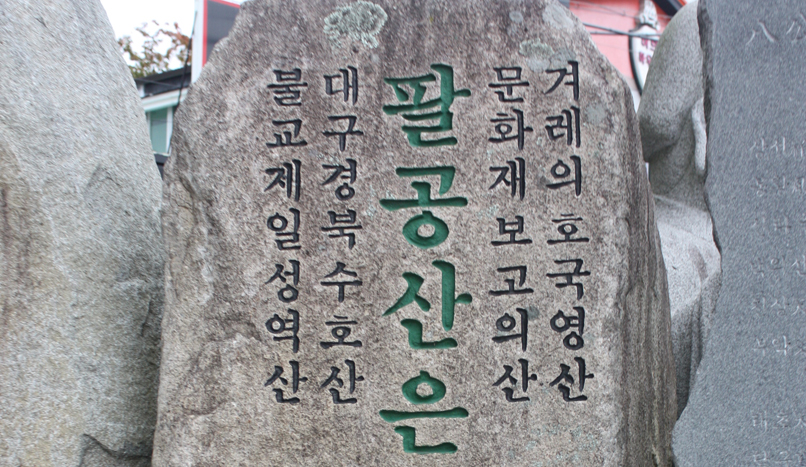 겨레의 호국영산
문화재보고의산
팔공산은
대구경북수호산
불교제일성역산